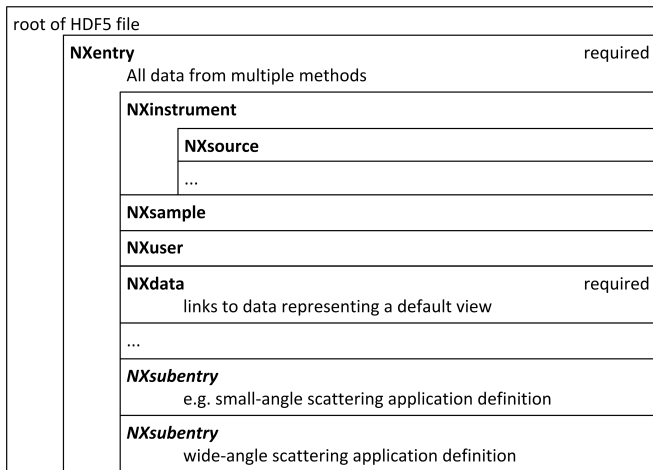 root of HDF5 file
NXentry required
All data from multiple methods
NXinstrument
NXsource
...
NXsample
NXuser
NXdata required
links to data representing a default view
...
NXsubentry
e.g. small-angle scattering application definition
NXsubentry
wide-angle scattering application definition